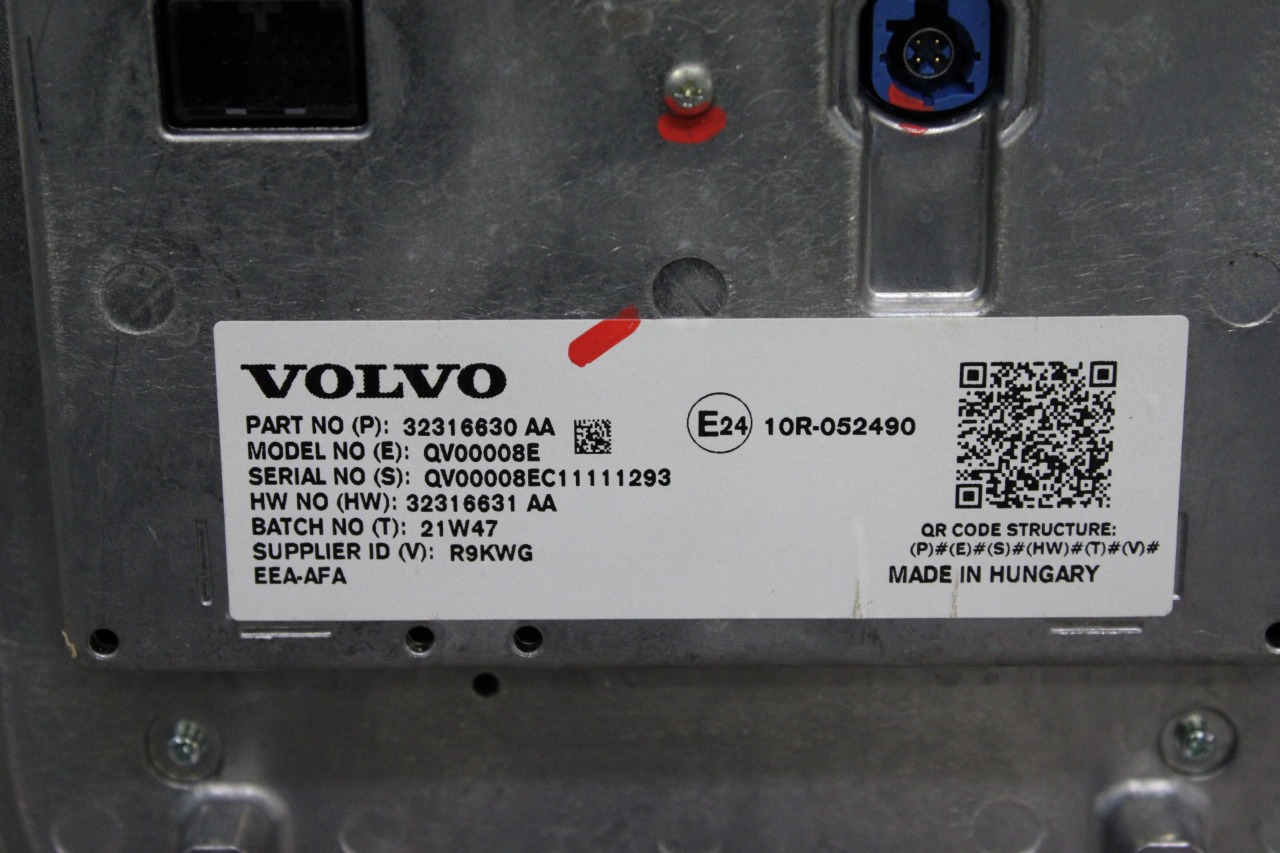 VOLVO
PART NO (P): 32316630 AA
MODEL NO (E): QV00008E
SERIAL NO (S): QV00008EC11111293
HW NO (HW): 32316631 AA
BATCH NO (T): 21W47
SUPPLIER ID (V): R9KWG
EEA-AFA
E24 10R-052490
QR CODE STRUCTURE:
(P)#(E)#(S)#(HW)#(T)#(V)#
MADE IN HUNGARY